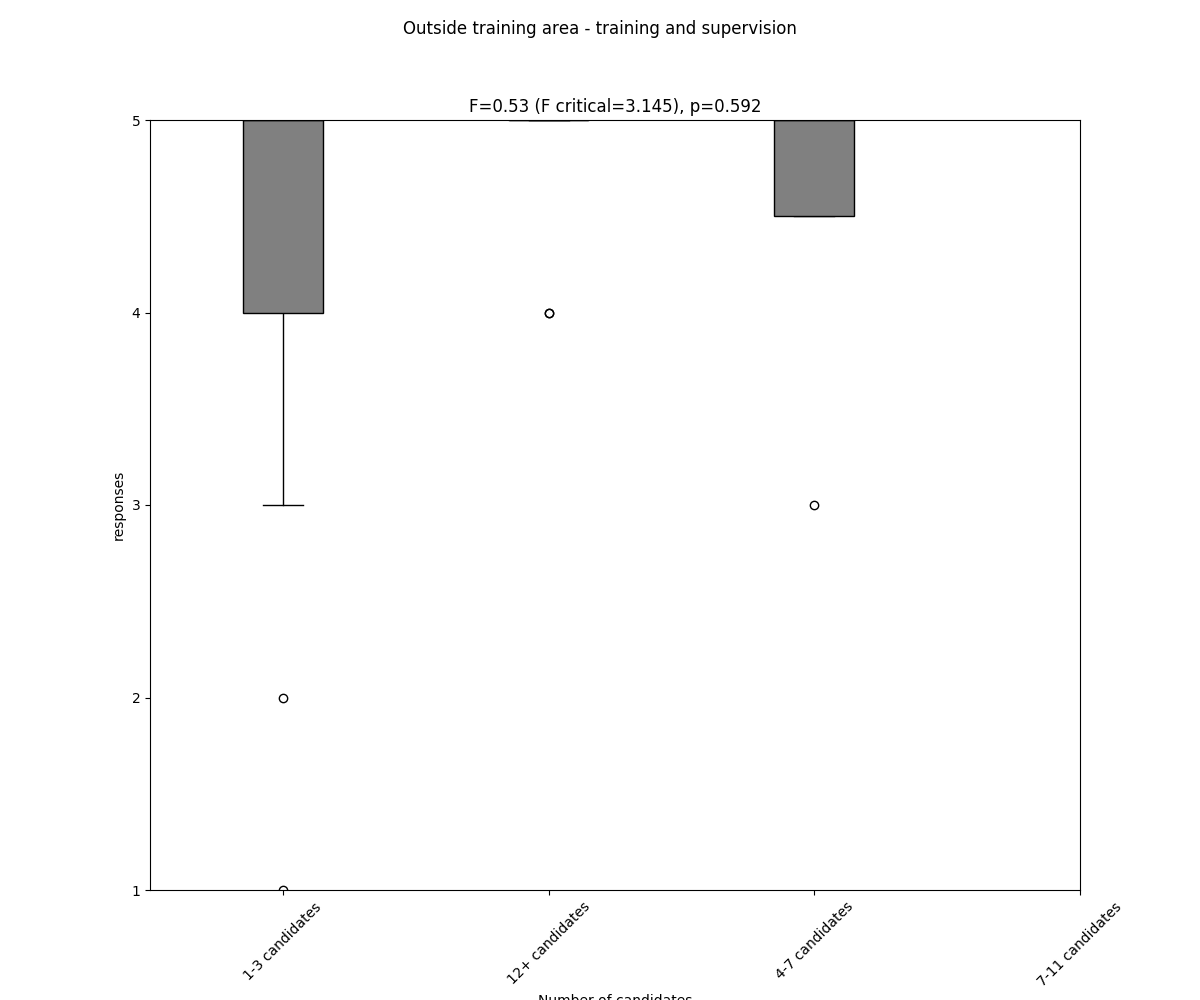 Outside training area - training and supervision
F=0.53 (F critical=3.145), p=0.592
5
4
3
2
1
responses
1-3 candidates
12+ candidates
4-7 candidates
7-11 candidates
Number of candidates